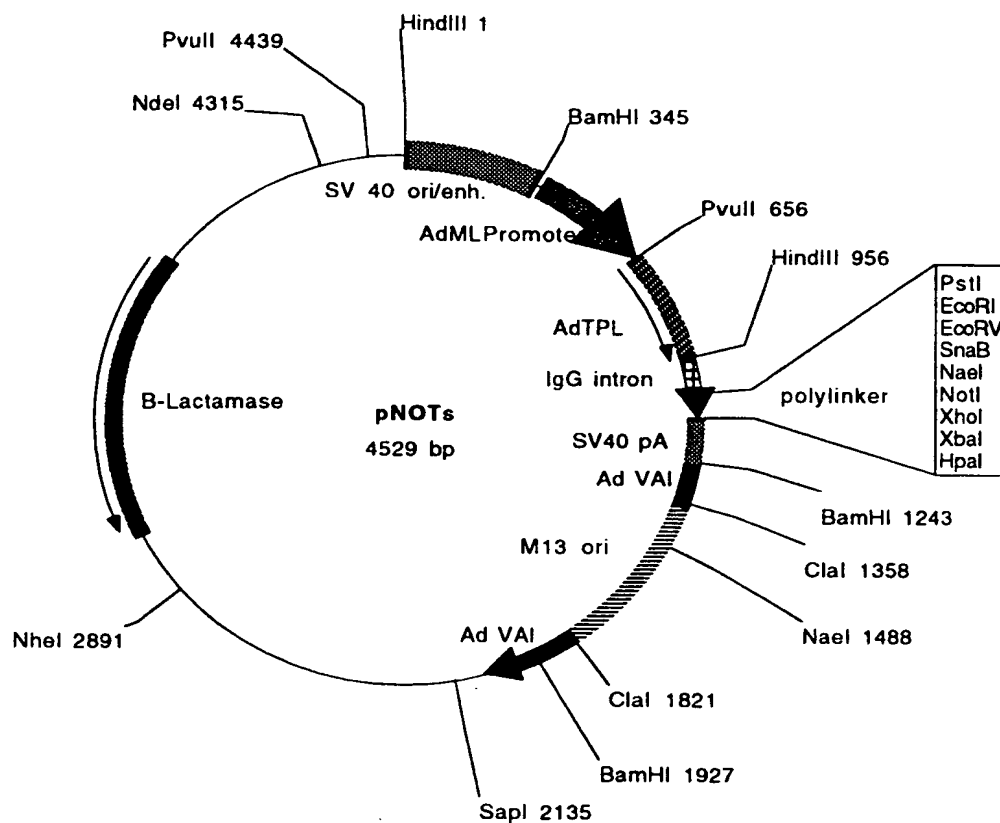 HindIII 1
PvuII 4439
NdeI 4315
BamHI 345
SV 40 ori/enh.
AdMLPromote
PvuII 656
HindIII 956
PstI
EcoRI
EcoRV
SnaB
NaeI
NotI
XhoI
XbaI
HpaI
AdTPL
IgG intron
polylinker
B-Lactamase
pNOTs
4529 bp
SV40 pA
Ad VAI
BamHI 1243
M13 ori
ClaI 1358
NaeI 1488
NheI 2891
Ad VAI
ClaI 1821
BamHI 1927
SapI 2135